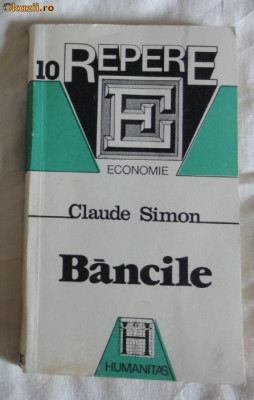 okazii.ro
10 REPERE
E
ECONOMIE
Claude Simon
Băncile
H
HUMANITAS